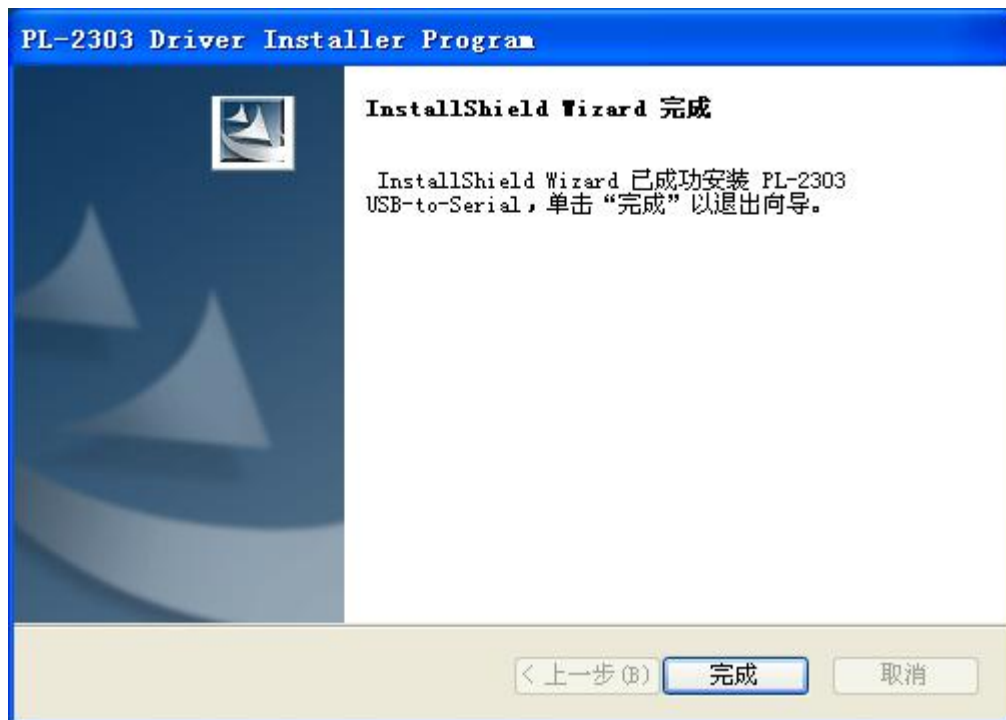 PL-2303 Driver Installer Program
InstallShield Wizard 完成
InstallShield Wizard 已成功安装 PL-2303
USB-to-Serial，单击“完成”以退出向导。
< 上一步(B)
完成
取消